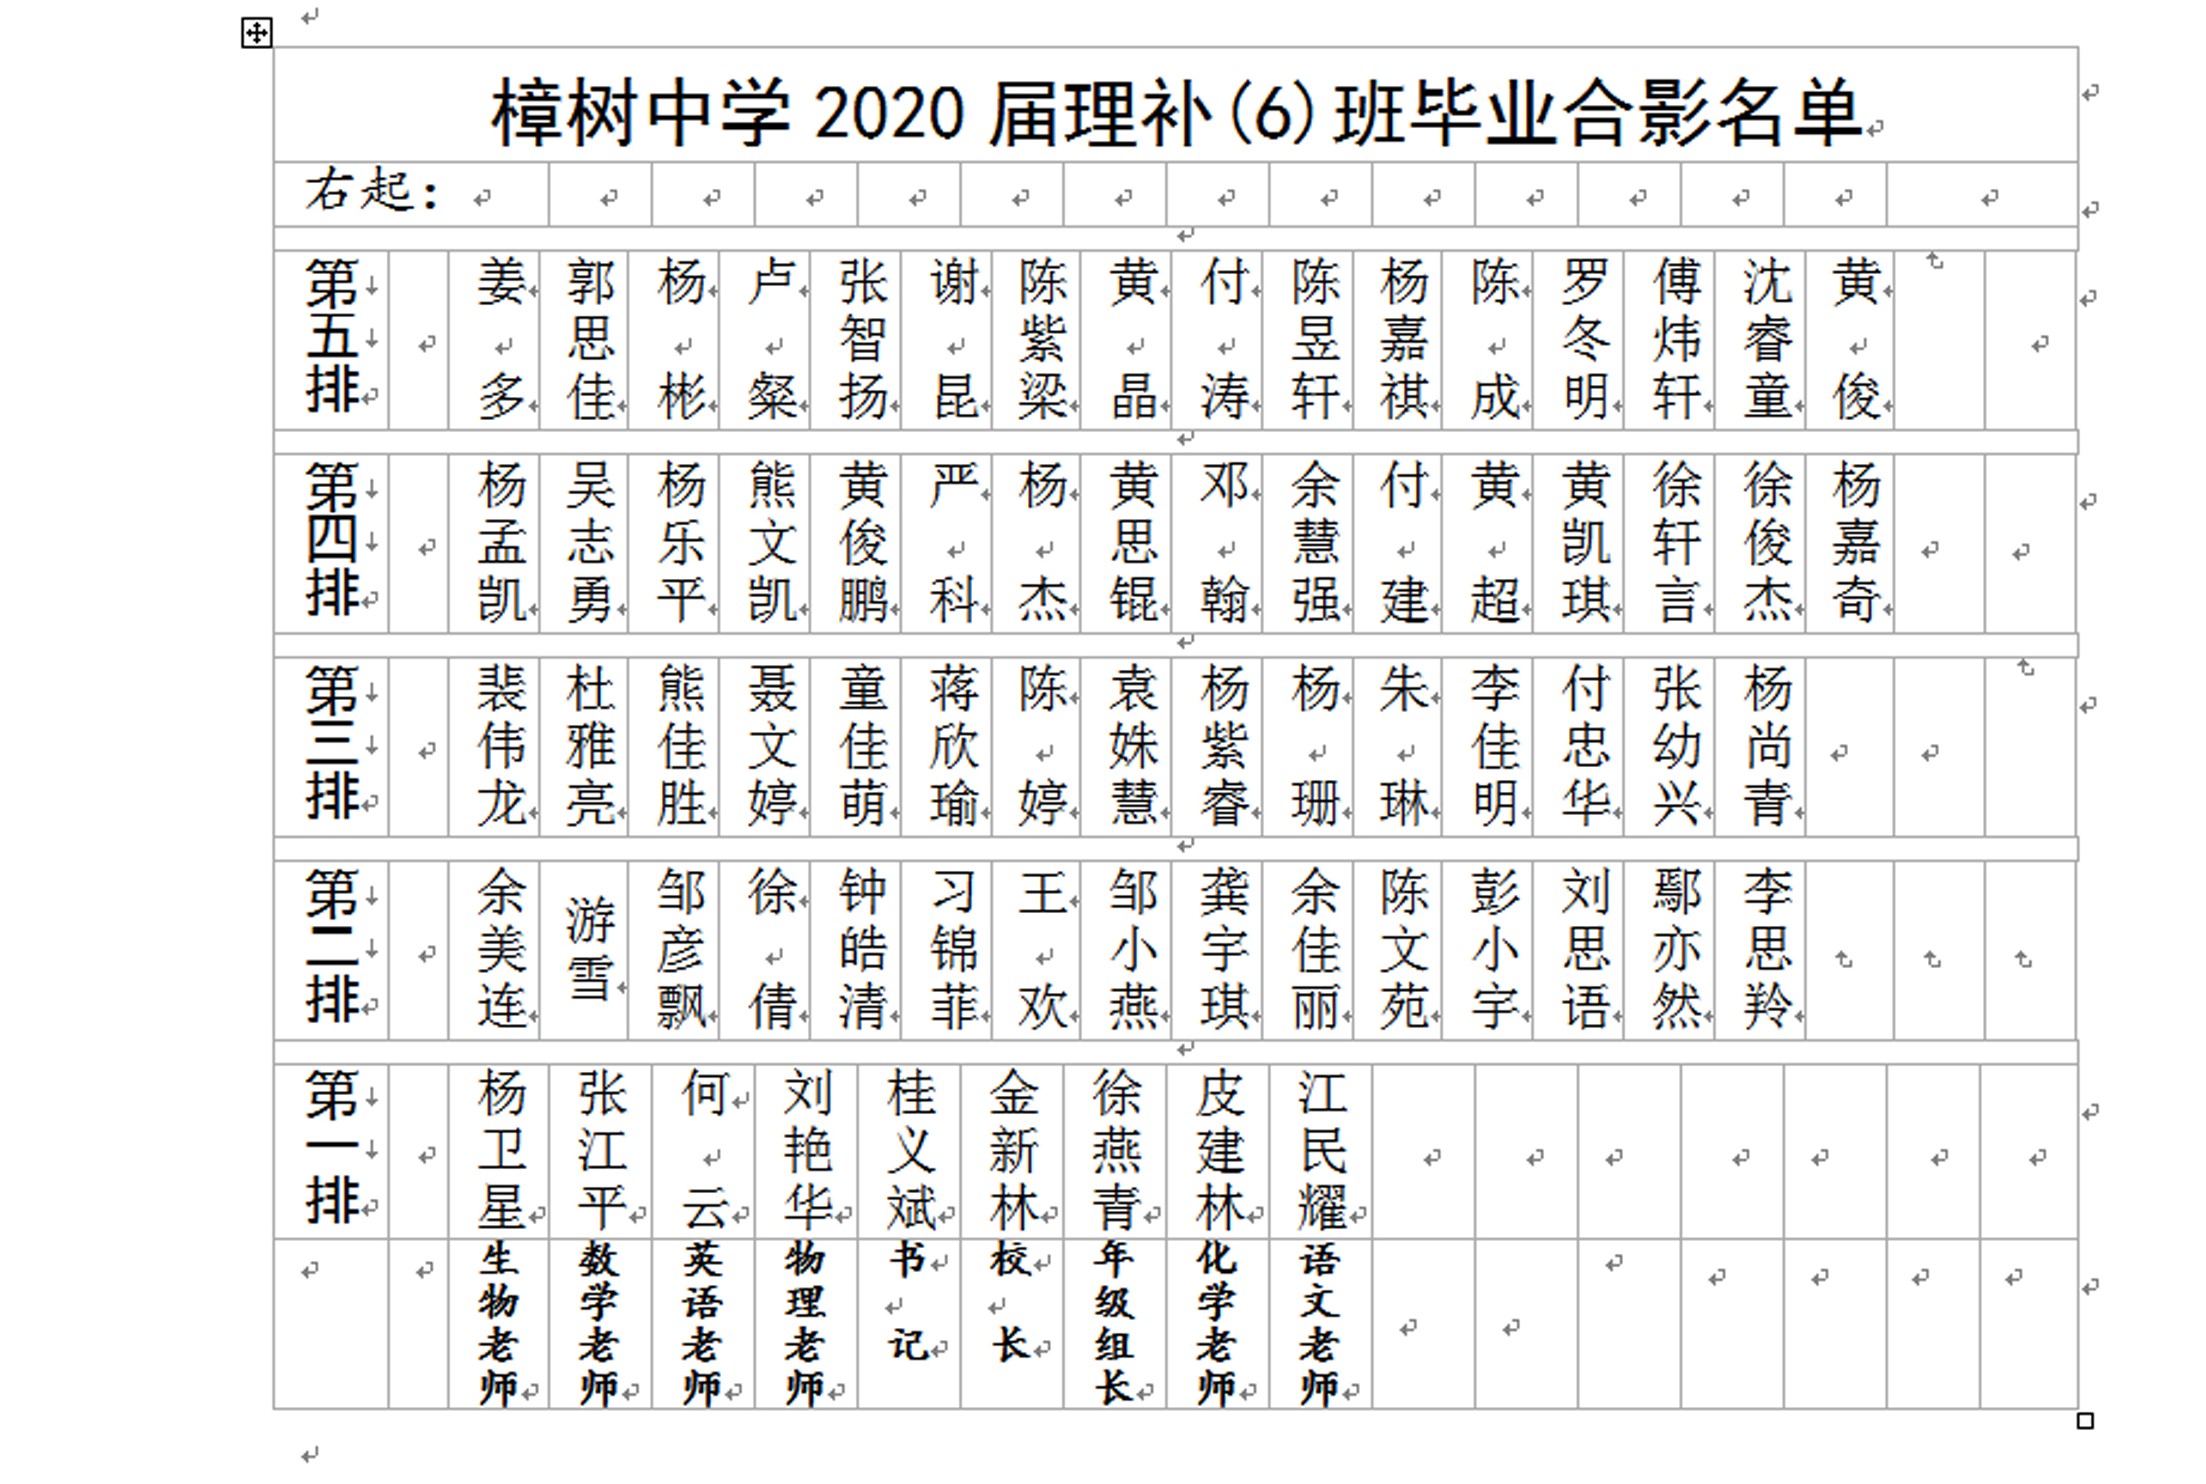 樟树中学2020届理补(6)班毕业合影名单
右起：
第五排 姜多 郭思佳 杨彬 卢粲 张智扬 谢昆 陈紫梁 黄晶 付涛 陈昱轩 杨嘉祺 陈成 罗冬明 傅炜轩 沈睿童 黄俊
第四排 杨孟凯 吴志勇 杨乐平 熊文凯 黄俊鹏 严科 杨杰 黄思锟 邓翰 余慧强 付建 黄超 黄凯琪 徐轩言 徐俊杰 杨嘉奇
第三排 裴伟龙 杜雅亮 熊佳胜 聂文婷 童佳萌 蒋欣瑜 陈婷 袁姝慧 杨紫睿 杨珊 朱琳 李佳明 付忠华 张幼兴 杨尚青
第二排 余美连 游雪 邹彦飘 徐倩 钟皓清 习锦菲 王欢 邹小燕 龚宇琪 余佳丽 陈文苑 彭小宇 刘思语 鄢亦然 李思羚
第一排 杨卫星 张江平 何云 刘艳华 桂义斌 金新林 徐燕青 皮建林 江民耀
生物老师 数学老师 英语老师 物理老师 书记 校长 年级组长 化学老师 语文老师